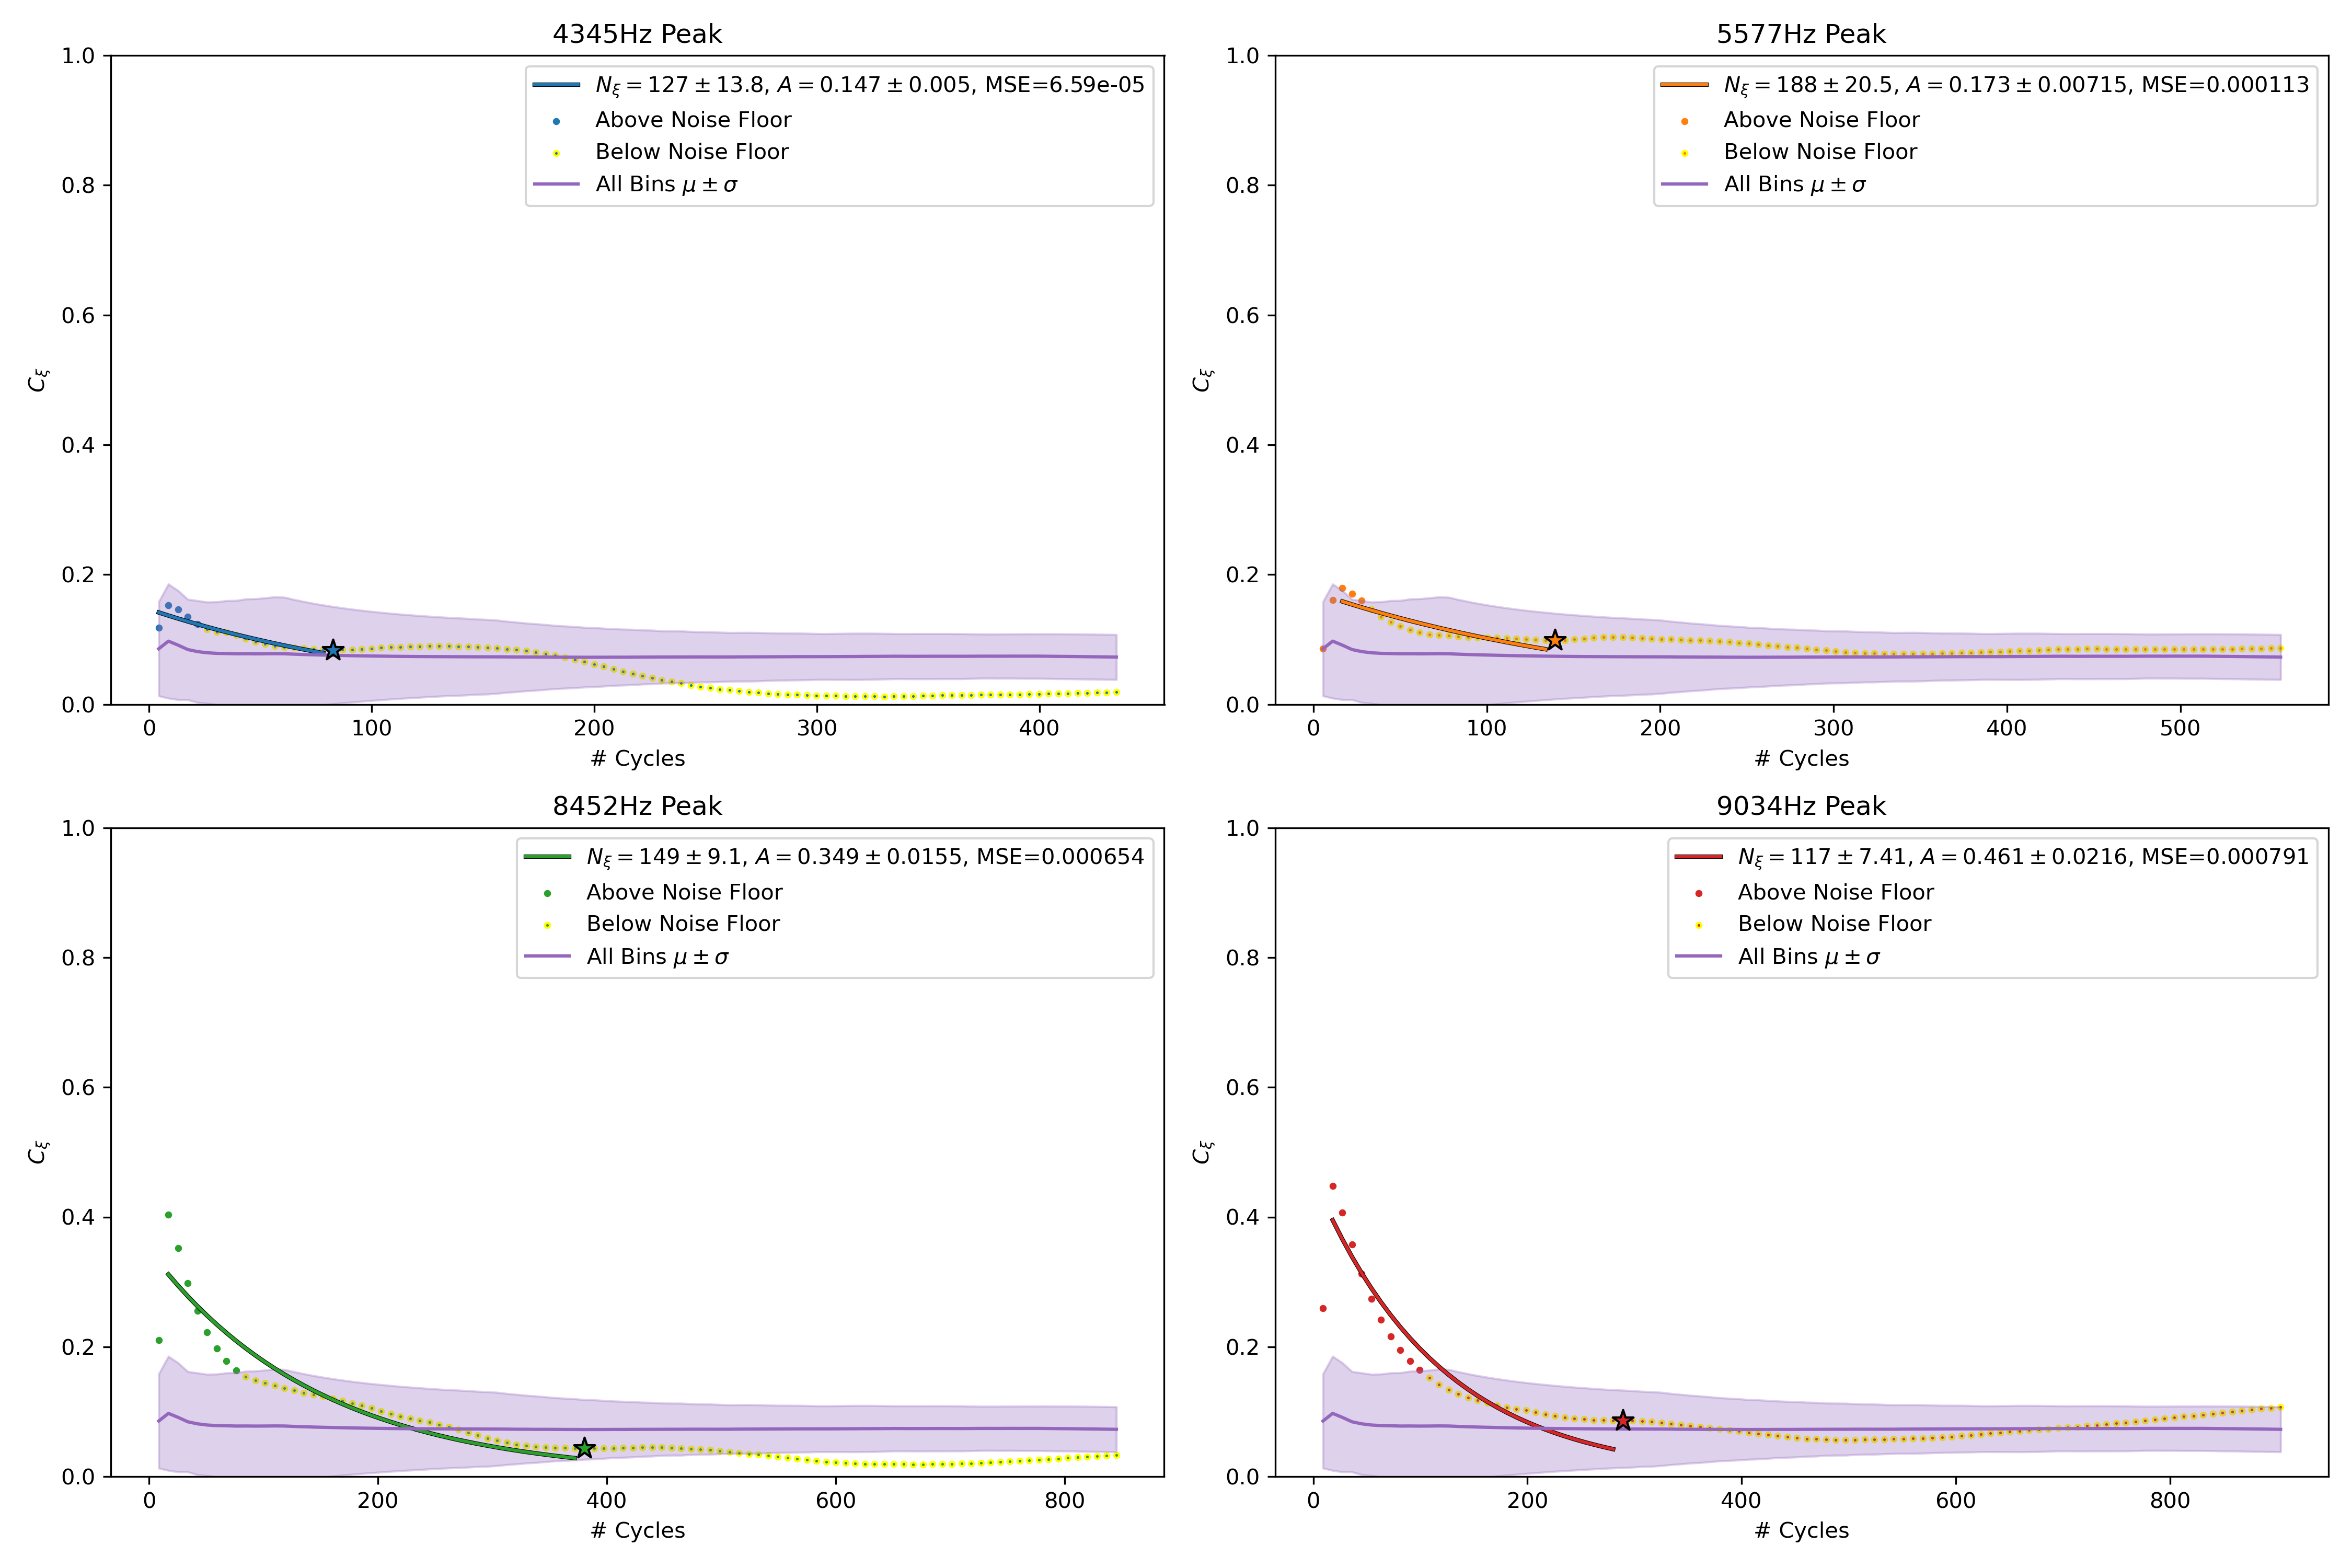 4345Hz Peak
1.0
0.8
0.6
0.4
0.2
0.0
C_ξ
N_ξ = 127 ± 13.8, A = 0.147 ± 0.005, MSE=6.59e-05
Above Noise Floor
Below Noise Floor
All Bins μ ± σ
0 100 200 300 400
# Cycles
5577Hz Peak
1.0
0.8
0.6
0.4
0.2
0.0
C_ξ
N_ξ = 188 ± 20.5, A = 0.173 ± 0.00715, MSE=0.000113
Above Noise Floor
Below Noise Floor
All Bins μ ± σ
0 100 200 300 400 500
# Cycles
8452Hz Peak
1.0
0.8
0.6
0.4
0.2
0.0
C_ξ
N_ξ = 149 ± 9.1, A = 0.349 ± 0.0155, MSE=0.000654
Above Noise Floor
Below Noise Floor
All Bins μ ± σ
0 200 400 600 800
# Cycles
9034Hz Peak
1.0
0.8
0.6
0.4
0.2
0.0
C_ξ
N_ξ = 117 ± 7.41, A = 0.461 ± 0.0216, MSE=0.000791
Above Noise Floor
Below Noise Floor
All Bins μ ± σ
0 200 400 600 800
# Cycles